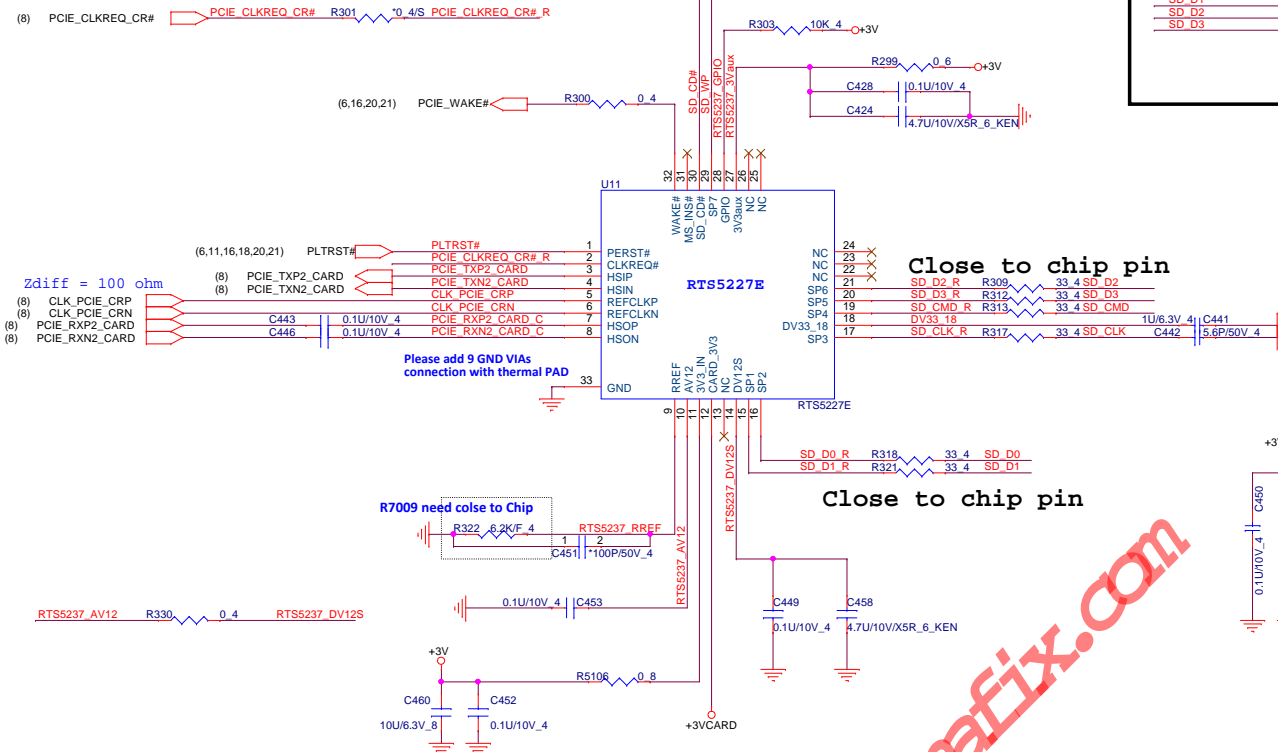 (8) PCIE_CLKREQ_CR# PCIE_CLKREQ_CR# R301 *0_4/S PCIE_CLKREQ_CR#_R
SD_D2
SD_D3
R303 10K_4 +3V
R299 0_6 +3V
C428 0.1U/10V_4
C424 4.7U/10V/X5R_6_KEN
(6,16,20,21) PCIE_WAKE# R300 0_4
SD_CD#
SD_WP
RTS5237_GPIO
RTS5237_3Vaux
32 31 30 29 28 27 26 25
U11
WAKE#
MS_INS#
SD_CD#
SP7
GPIO
3V3aux
NC
NC
(6,11,16,18,20,21) PLTRST# PLTRST# 1 PERST#
PCIE_CLKREQ_CR#_R 2 CLKREQ#
(8) PCIE_TXP2_CARD PCIE_TXP2_CARD 3 HSIP
(8) PCIE_TXN2_CARD PCIE_TXN2_CARD 4 HSIN
Zdiff = 100 ohm
(8) CLK_PCIE_CRP CLK_PCIE_CRP 5 REFCLKP
(8) CLK_PCIE_CRN CLK_PCIE_CRN 6 REFCLKN
(8) PCIE_RXP2_CARD C443 0.1U/10V_4 PCIE_RXP2_CARD_C 7 HSOP
(8) PCIE_RXN2_CARD C446 0.1U/10V_4 PCIE_RXN2_CARD_C 8 HSON
RTS5227E
NC 24
NC 23
NC 22
Close to chip pin
SP6 21 SD_D2_R R309 33_4 SD_D2
SP5 20 SD_D3_R R312 33_4 SD_D3
SP4 19 SD_CMD_R R313 33_4 SD_CMD
DV33_18 18 DV33_18 1U/6.3V_4 C441
SP3 17 SD_CLK_R R317 33_4 SD_CLK C442 5.6P/50V_4
Please add 9 GND VIAs
connection with thermal PAD
33 GND
RREF
AV12
3V3_IN
CARD_3V3
NC
DV12S
SP1
SP2
RTS5227E
9 10 11 12 13 14 15 16
SD_D0_R R318 33_4 SD_D0
SD_D1_R R321 33_4 SD_D1
Close to chip pin
RTS5237_DV12S
R7009 need colse to Chip
R322 6.2K/F_4 RTS5237_RREF
1 2
C451 *100P/50V_4
RTS5237_AV12
0.1U/10V_4 C453
C449
0.1U/10V_4
C458
4.7U/10V/X5R_6_KEN
C450
0.1U/10V_4
RTS5237_AV12 R330 0_4 RTS5237_DV12S
+3V
R5106 0_8
C460
10U/6.3V_8
C452
0.1U/10V_4
+3VCARD
afix.com